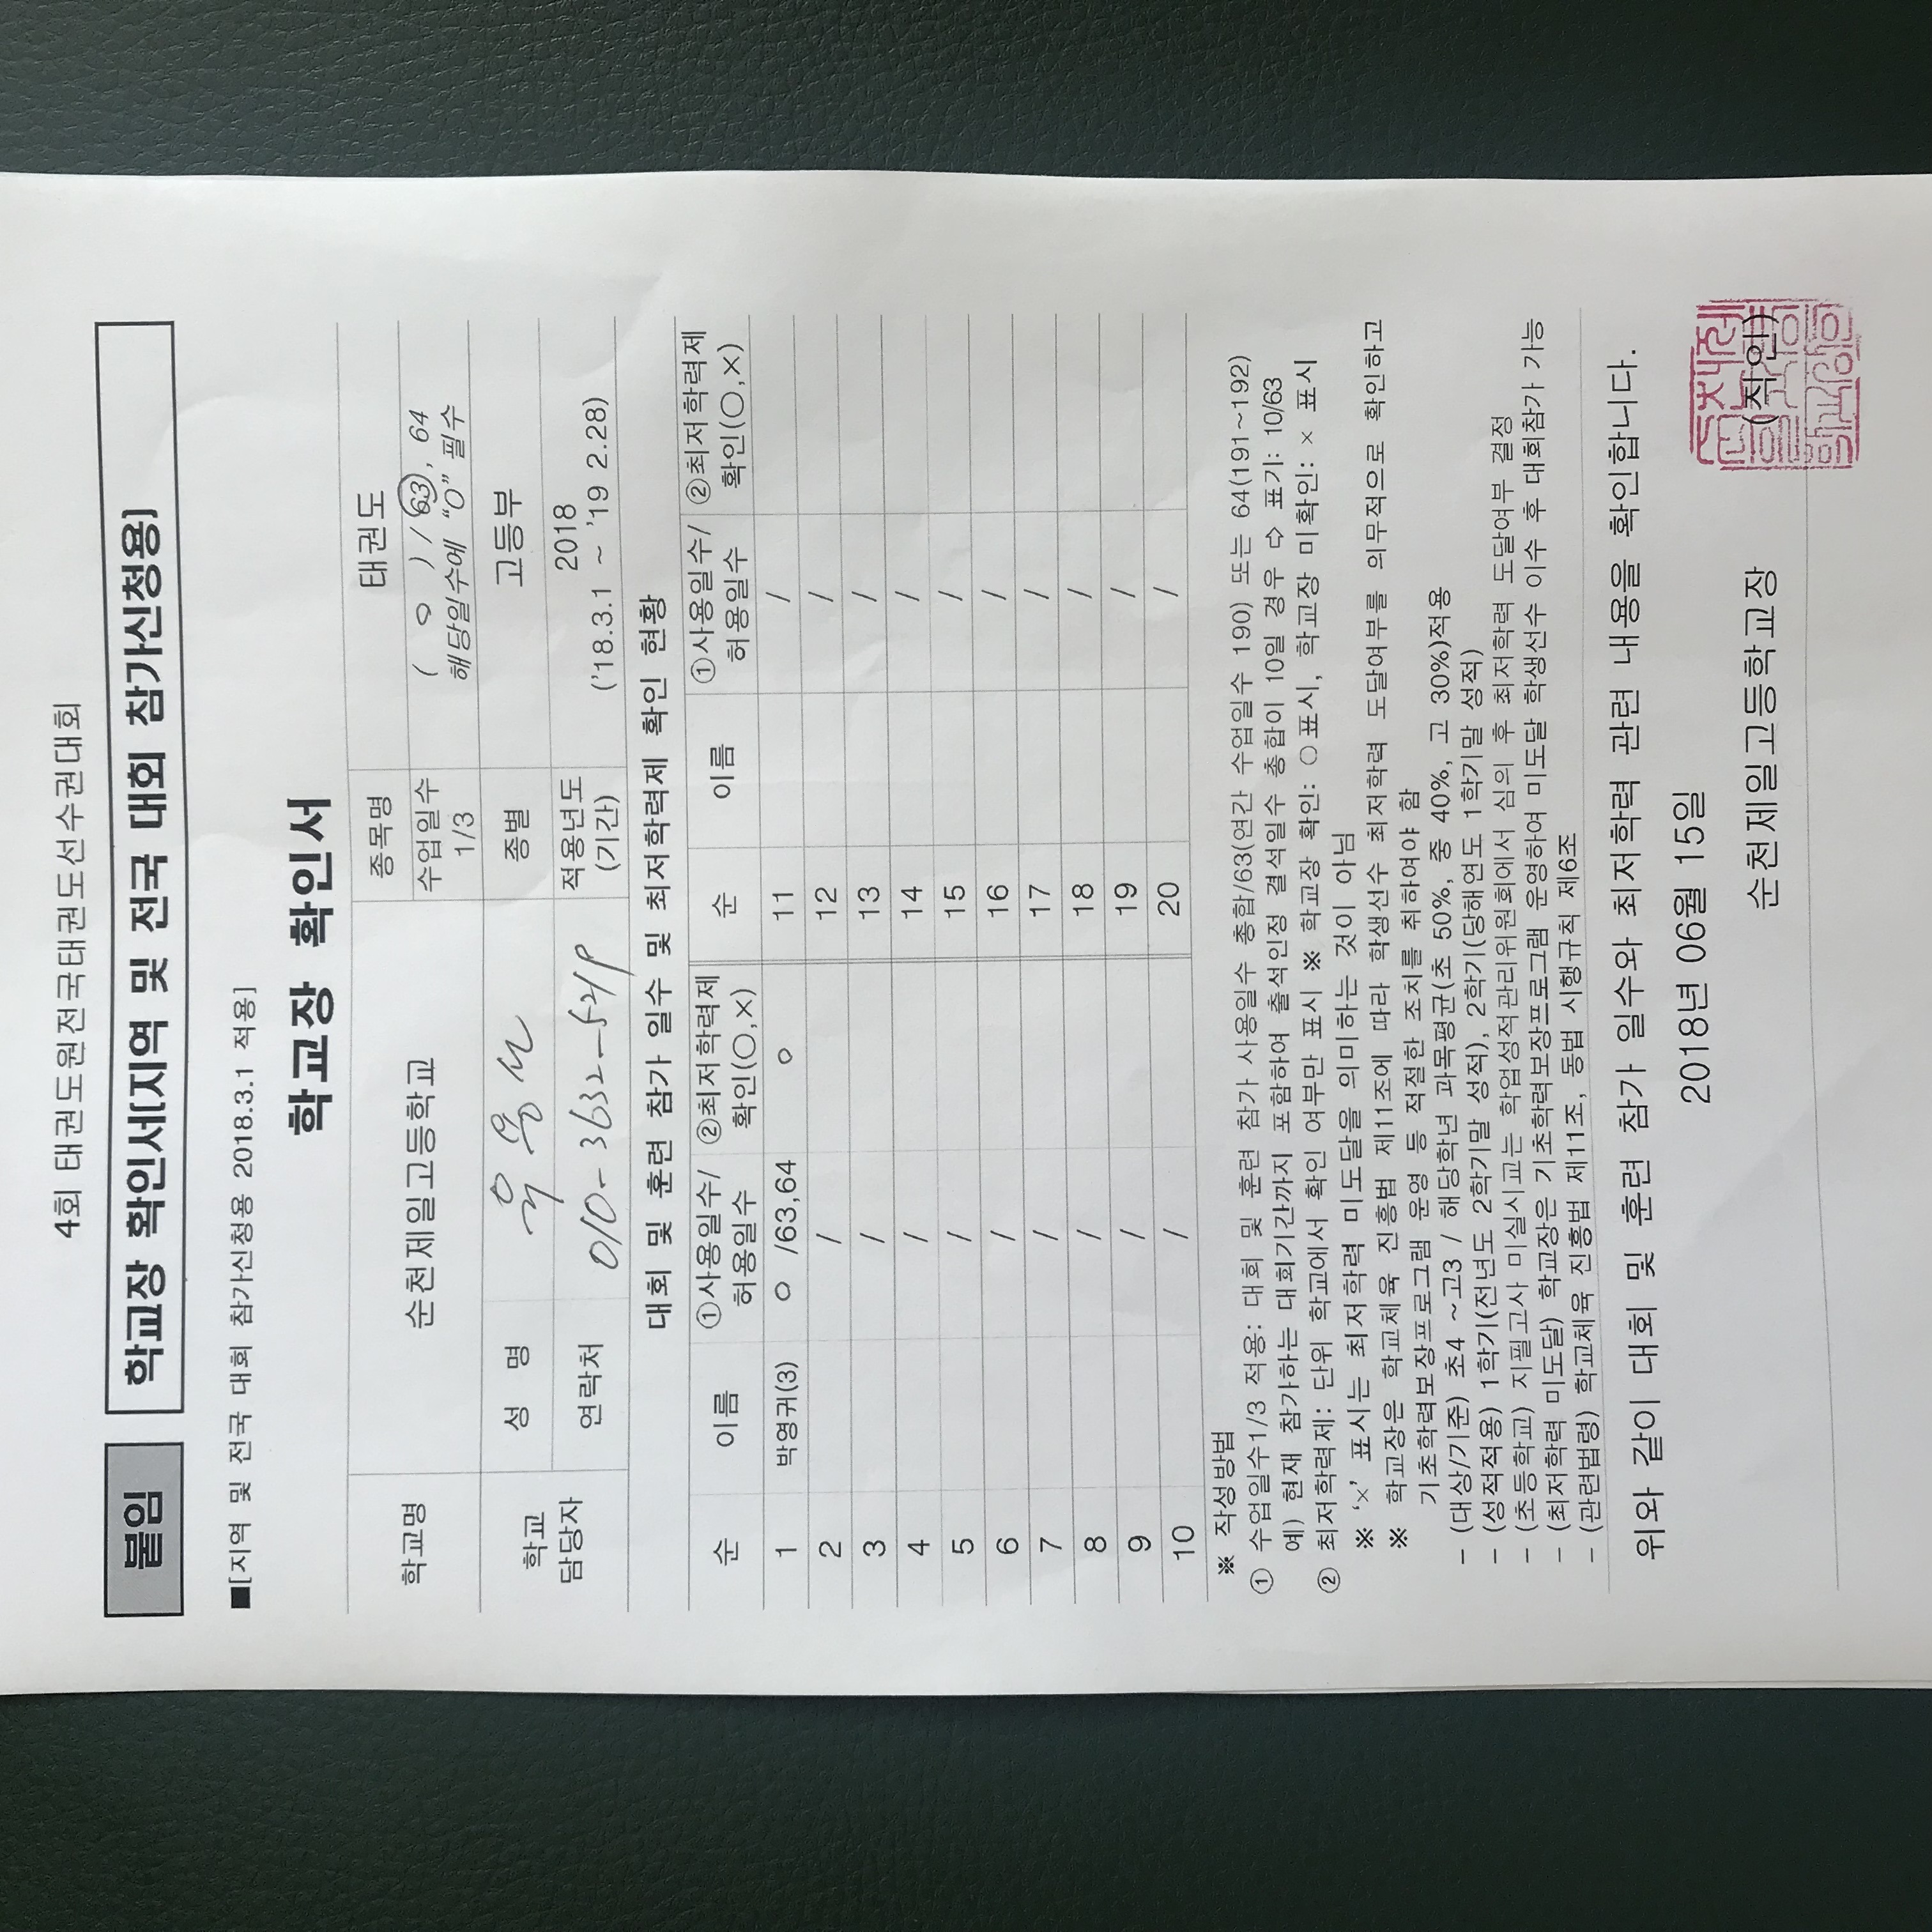 4회 태권도원전국태권도선수권대회
붙임 학교장 확인서[지역 및 전국 대회 참가신청용]
■[지역 및 전국 대회 참가신청용 2018.3.1 적용]
학교장 확인서
학교명 순천제일고등학교 종목명 태권도
수업일수 1/3 ( 0 ) / 63, 64 해당일수에 "O" 필수
학교 담당자 성 명 종별 고등부
연락처 010-3632- 적용년도 (기간) 2018 ('18.3.1 ~ '19 2.28)
대회 및 훈련 참가 일수 및 최저학력제 확인 현황
순 이름 ①사용일수/허용일수 ②최저학력제 확인(○,×) 순 이름 ①사용일수/허용일수 ②최저학력제 확인(○,×)
1 박영귀(3) 0 /63,64 ○ 11 /
2 / 12 /
3 / 13 /
4 / 14 /
5 / 15 /
6 / 16 /
7 / 17 /
8 / 18 /
9 / 19 /
10 / 20 /
※ 작성방법
① 수업일수1/3 적용: 대회 및 훈련 참가 사용일수 총합/63(연간 수업일수 190) 또는 64(191~192)
예) 현재 참가하는 대회기간까지 포함하여 출석인정 결석일수 총합이 10일 경우 ⇨ 표기: 10/63
② 최저학력제: 단위 학교에서 확인 여부만 표시 ※ 학교장 확인: ○표시, 학교장 미확인: × 표시
※ '×' 표시는 최저학력 미도달을 의미하는 것이 아님
※ 학교장은 학교체육 진흥법 제11조에 따라 학생선수 최저학력 도달여부를 의무적으로 확인하고
기초학력보장프로그램 운영 등 적절한 조치를 취하여야 함
- (대상/기준) 초4 ~고3 / 해당학년 과목평균(초 50%, 중 40%, 고 30%)적용
- (성적적용) 1학기(전년도 2학기말 성적), 2학기(당해연도 1학기말 성적)
- (초등학교) 지필고사 미실시교는 학업성적관리위원회에서 심의 후 최저학력 도달여부 결정
- (최저학력 미도달) 학교장은 기초학력보장프로그램 운영하여 미도달 학생선수 이수 후 대회참가 가능
- (관련법령) 학교체육 진흥법 제11조, 동법 시행규칙 제6조
위와 같이 대회 및 훈련 참가 일수와 최저학력 관련 내용을 확인합니다.
2018년 06월 15일
순천제일고등학교장 (직인)